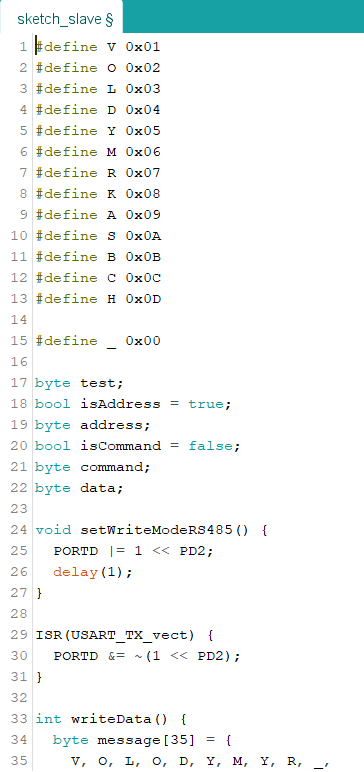 sketch_slave §
1 #define V 0x01
2 #define O 0x02
3 #define L 0x03
4 #define D 0x04
5 #define Y 0x05
6 #define M 0x06
7 #define R 0x07
8 #define K 0x08
9 #define A 0x09
10 #define S 0x0A
11 #define B 0x0B
12 #define C 0x0C
13 #define H 0x0D
14
15 #define _ 0x00
16
17 byte test;
18 bool isAddress = true;
19 byte address;
20 bool isCommand = false;
21 byte command;
22 byte data;
23
24 void setWriteModeRS485() {
25   PORTD |= 1 << PD2;
26   delay(1);
27 }
28
29 ISR(USART_TX_vect) {
30   PORTD &= ~(1 << PD2);
31 }
32
33 int writeData() {
34   byte message[35] = {
35     V, O, L, O, D, Y, M, Y, R, _,